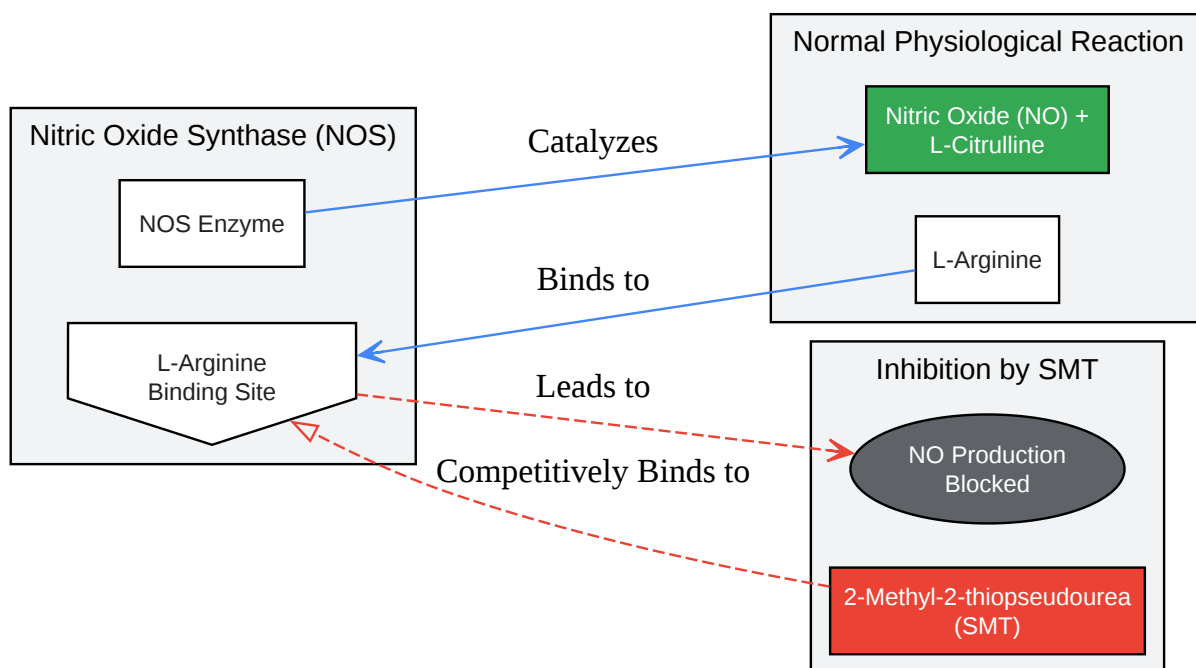 Normal Physiological Reaction
Nitric Oxide (NO) +
L-Citrulline
L-Arginine
Nitric Oxide Synthase (NOS)
NOS Enzyme
L-Arginine
Binding Site
Catalyzes
Binds to
Leads to
Competitively Binds to
Inhibition by SMT
NO Production
Blocked
2-Methyl-2-thiopseudourea
(SMT)